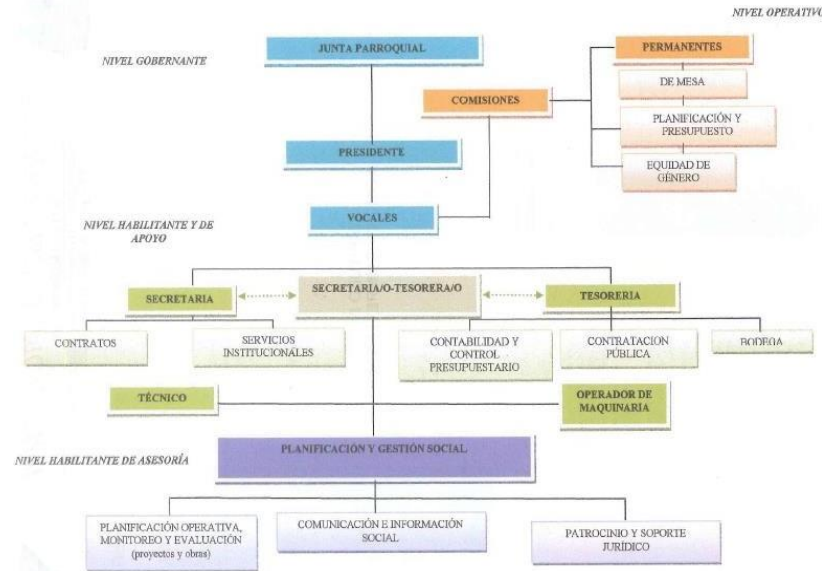 NIVEL OPERATIVO
NIVEL GOBERNANTE
JUNTA PARROQUIAL
PERMANENTES
COMISIONES
DE MESA
PLANIFICACIÓN Y
PRESUPUESTO
EQUIDAD DE
GÉNERO
PRESIDENTE
VOCALES
NIVEL HABILITANTE Y DE
APOYO
SECRETARIA
SECRETARIA/O-TESORERA/O
TESORERIA
CONTRATOS
SERVICIOS
INSTITUCIONALES
CONTABILIDAD Y
CONTROL
PRESUPUESTARIO
CONTRATACION
PÚBLICA
BODEGA
TÉCNICO
OPERADOR DE
MAQUINARIA
NIVEL HABILITANTE DE ASESORÍA
PLANIFICACIÓN Y GESTIÓN SOCIAL
PLANIFICACIÓN OPERATIVA,
MONITOREO Y EVALUACIÓN
(proyectos y obras)
COMUNICACIÓN E INFORMACIÓN
SOCIAL
PATROCINIO Y SOPORTE
JURÍDICO